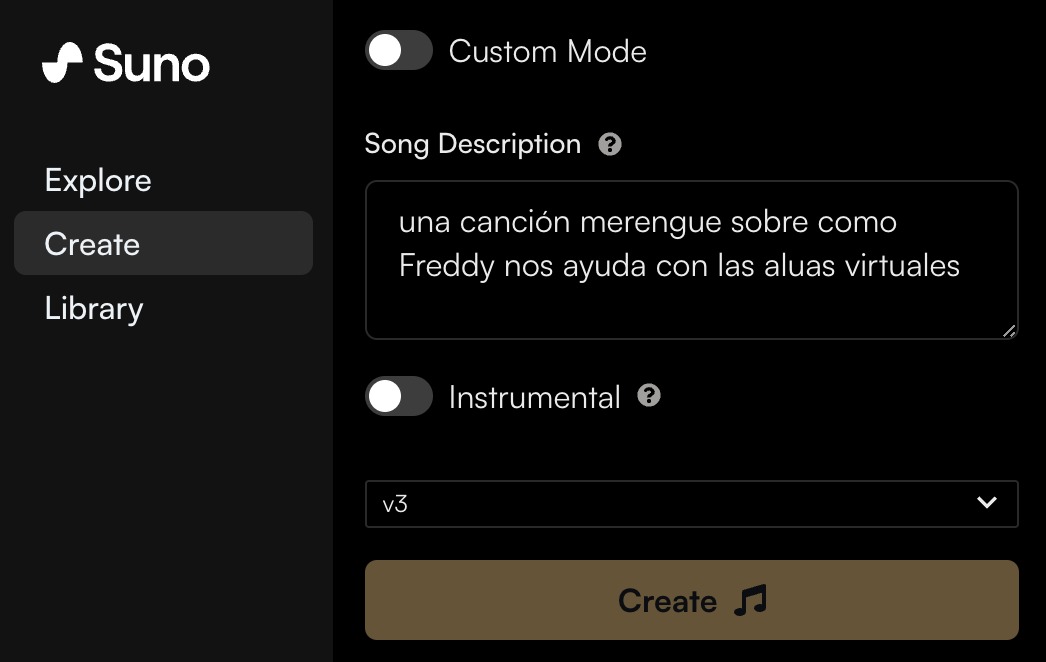 Suno
Explore
Create
Library
Custom Mode
Song Description ?
una canción merengue sobre como
Freddy nos ayuda con las aluas virtuales
Instrumental ?
v3
Create